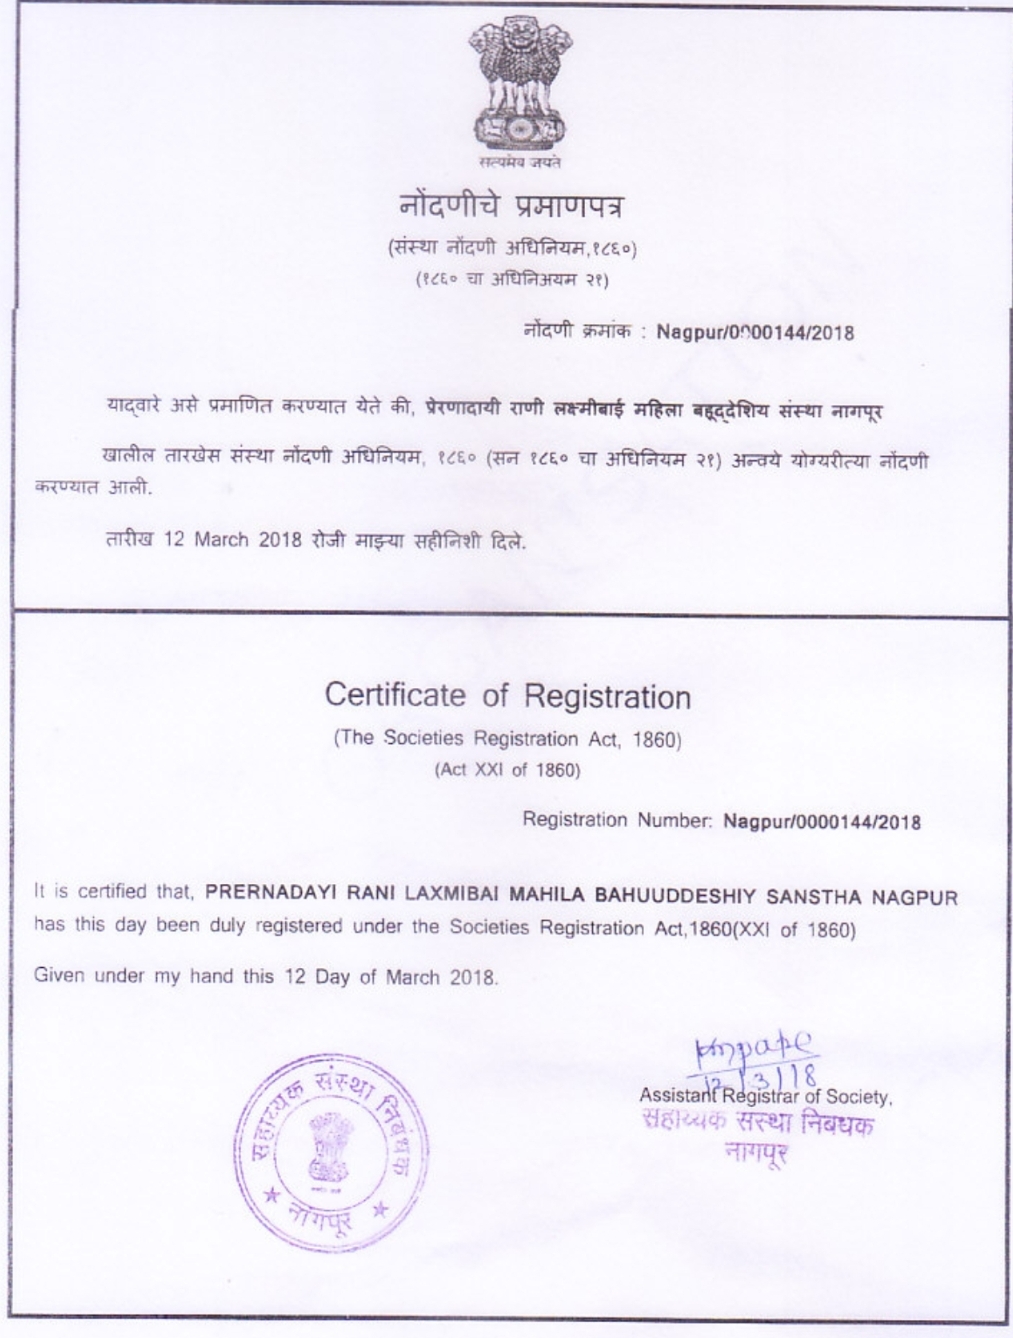 सत्यमेव जयते
नोंदणीचे प्रमाणपत्र
(संस्था नोंदणी अधिनियम,१८६०)
(१८६० चा अधिनिअयम २१)
नोंदणी क्रमांक : Nagpur/0000144/2018
याद्वारे असे प्रमाणित करण्यात येते की, प्रेरणादायी राणी लक्ष्मीबाई महिला बहूद्देशिय संस्था नागपूर
खालील तारखेस संस्था नोंदणी अधिनियम, १८६० (सन १८६० चा अधिनियम २१) अन्वये योग्यरीत्या नोंदणी
करण्यात आली.
तारीख 12 March 2018 रोजी माझ्या सहीनिशी दिले.
Certificate of Registration
(The Societies Registration Act, 1860)
(Act XXI of 1860)
Registration Number: Nagpur/0000144/2018
It is certified that, PRERNADAYI RANI LAXMIBAI MAHILA BAHUUDDESHIY SANSTHA NAGPUR
has this day been duly registered under the Societies Registration Act,1860(XXI of 1860)
Given under my hand this 12 Day of March 2018.
12/3/18
Assistant Registrar of Society,
सहाय्यक संस्था निबंधक
नागपूर
सहाय्यक संस्था निबंधक
नागपूर